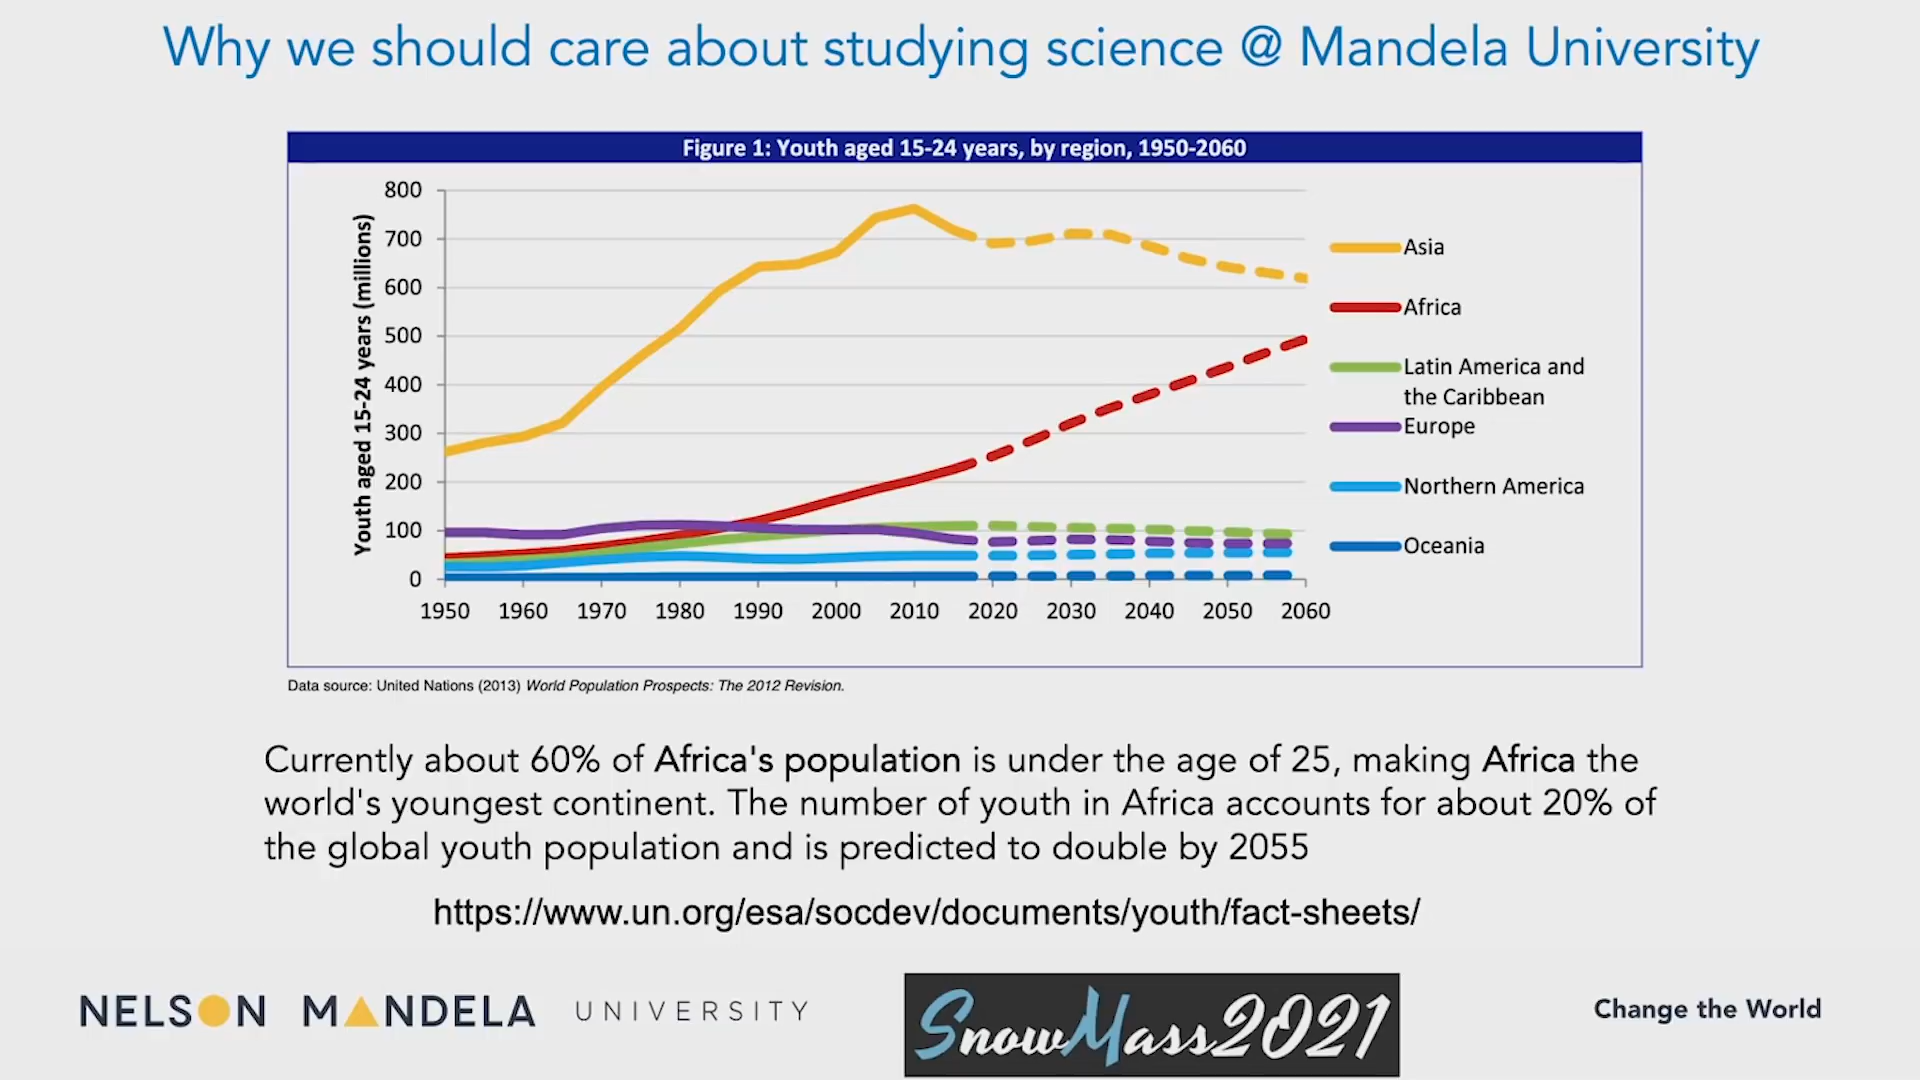 Why we should care about studying science @ Mandela University
Figure 1: Youth aged 15-24 years, by region, 1950-2060
Youth aged 15-24 years (millions)
800
700
600
500
400
300
200
100
0
1950 1960 1970 1980 1990 2000 2010 2020 2030 2040 2050 2060
Asia
Africa
Latin America and
the Caribbean
Europe
Northern America
Oceania
Data source: United Nations (2013) World Population Prospects: The 2012 Revision.
Currently about 60% of Africa's population is under the age of 25, making Africa the
world's youngest continent. The number of youth in Africa accounts for about 20% of
the global youth population and is predicted to double by 2055
https://www.un.org/esa/socdev/documents/youth/fact-sheets/
NELSON MANDELA UNIVERSITY
SnowMass2021
Change the World